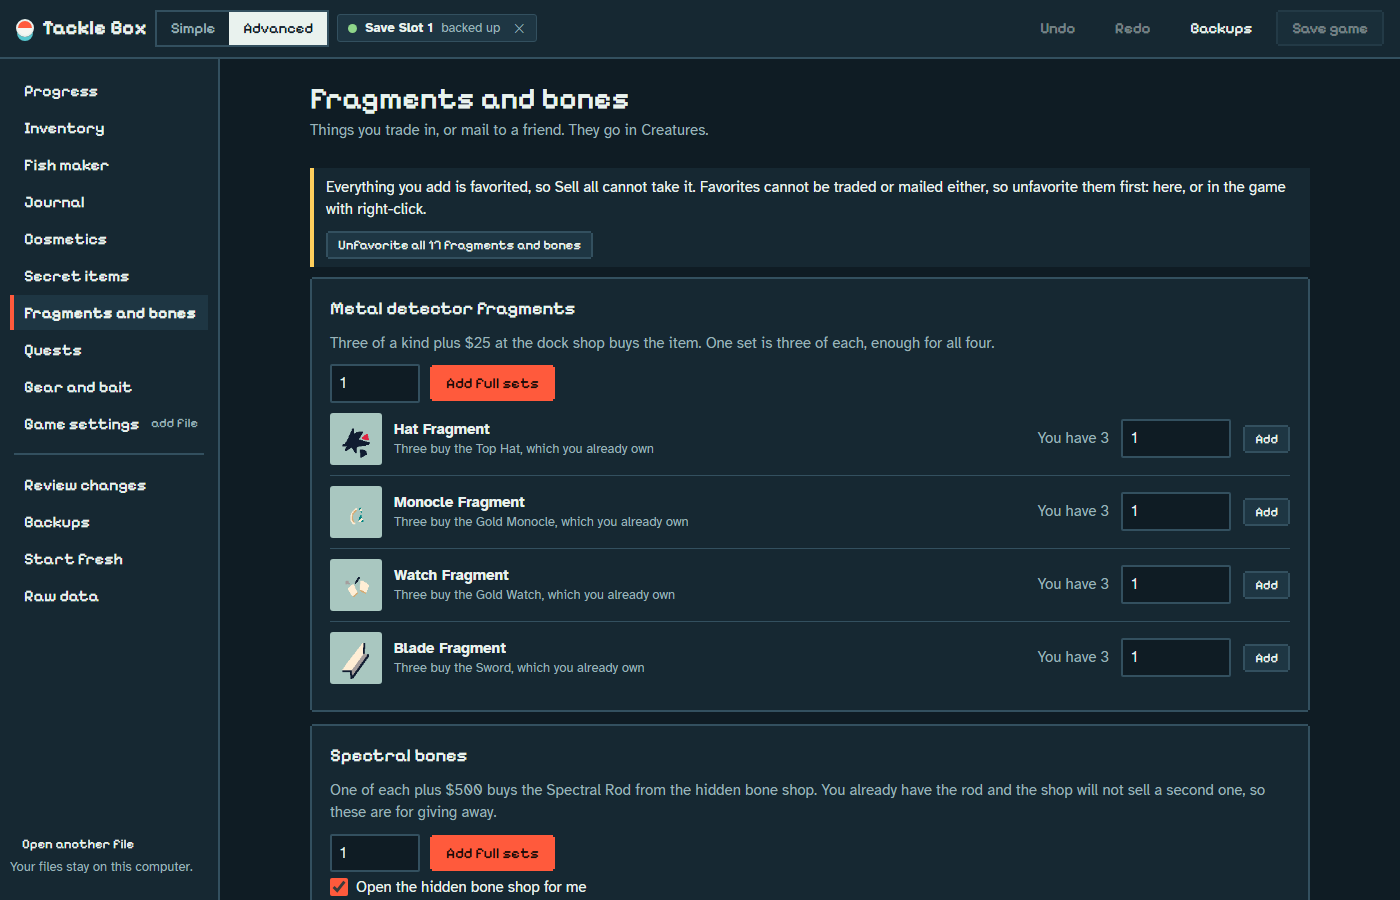 Tackle Box
Simple
Advanced
Save Slot 1 backed up
Undo
Redo
Backups
Save game
Progress
Inventory
Fish maker
Journal
Cosmetics
Secret items
Fragments and bones
Quests
Gear and bait
Game settings add file
Review changes
Backups
Start fresh
Raw data
Open another file
Your files stay on this computer.
Fragments and bones
Things you trade in, or mail to a friend. They go in Creatures.
Everything you add is favorited, so Sell all cannot take it. Favorites cannot be traded or mailed either, so unfavorite them first: here, or in the game
with right-click.
Unfavorite all 17 fragments and bones
Metal detector fragments
Three of a kind plus $25 at the dock shop buys the item. One set is three of each, enough for all four.
1
Add full sets
Hat Fragment
Three buy the Top Hat, which you already own
You have 3
1
Add
Monocle Fragment
Three buy the Gold Monocle, which you already own
You have 3
1
Add
Watch Fragment
Three buy the Gold Watch, which you already own
You have 3
1
Add
Blade Fragment
Three buy the Sword, which you already own
You have 3
1
Add
Spectral bones
One of each plus $500 buys the Spectral Rod from the hidden bone shop. You already have the rod and the shop will not sell a second one, so
these are for giving away.
1
Add full sets
Open the hidden bone shop for me